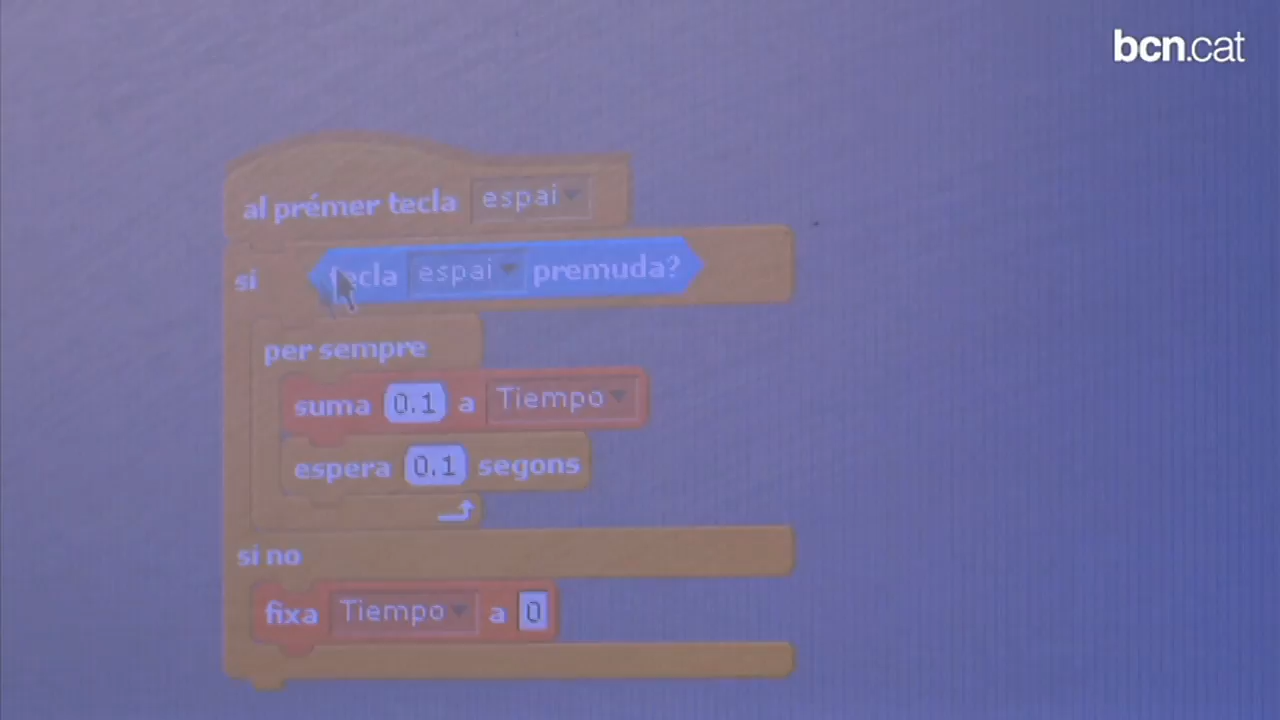 bcn.cat
al prémer tecla espai
si tecla espai premuda?
per sempre
suma 0.1 a Tiempo
espera 0.1 segons
si no
fixa Tiempo a 0